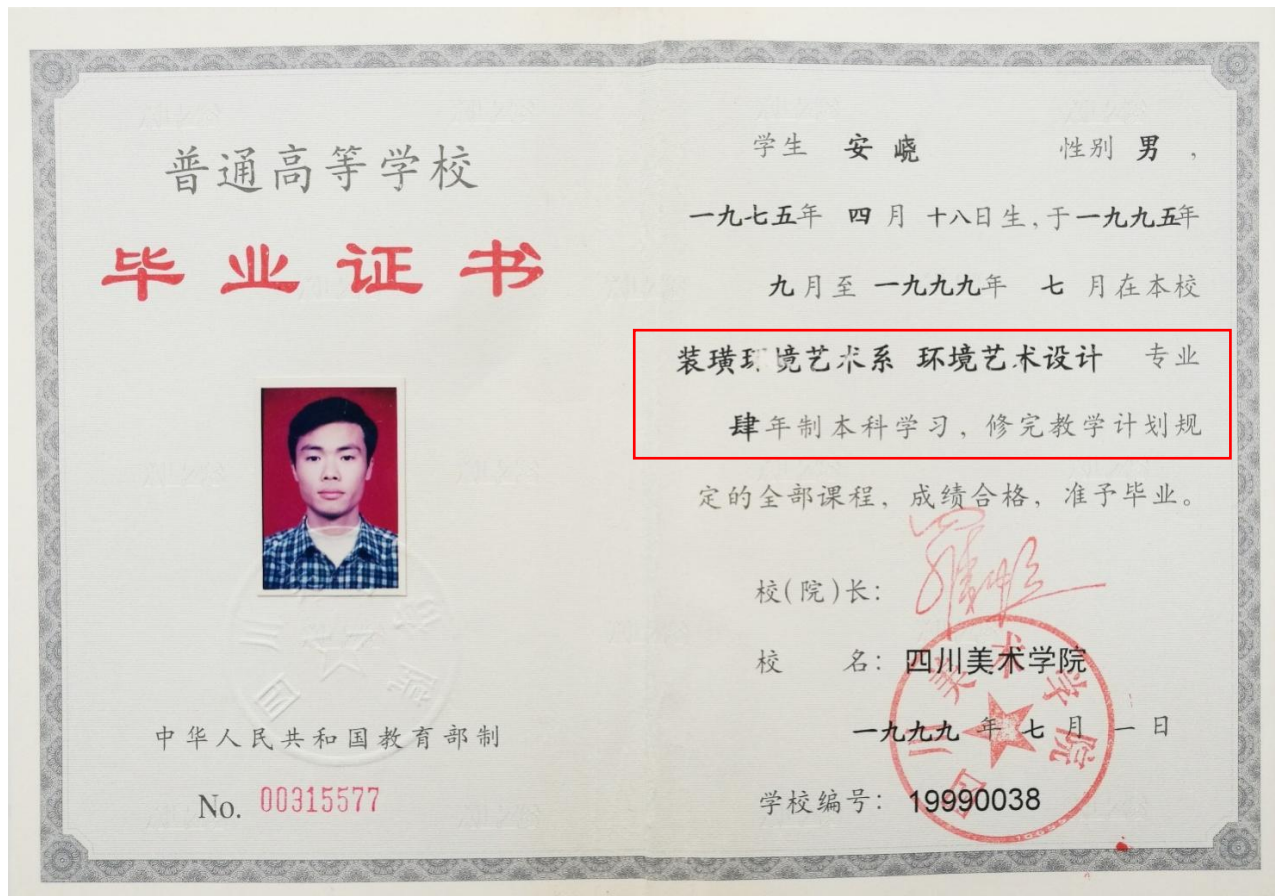 普通高等学校
毕业证书
中华人民共和国教育部制
No. 00315577
学生 安峣 性别 男，
一九七五年 四月 十八日生，于一九九五年
九月至 一九九九年 七月在本校
装璜环境艺术系 环境艺术设计 专业
肆年制本科学习，修完教学计划规
定的全部课程，成绩合格，准予毕业。
校(院)长：
校 名：四川美术学院
一九九九年七月一日
学校编号：19990038
四川美术学院